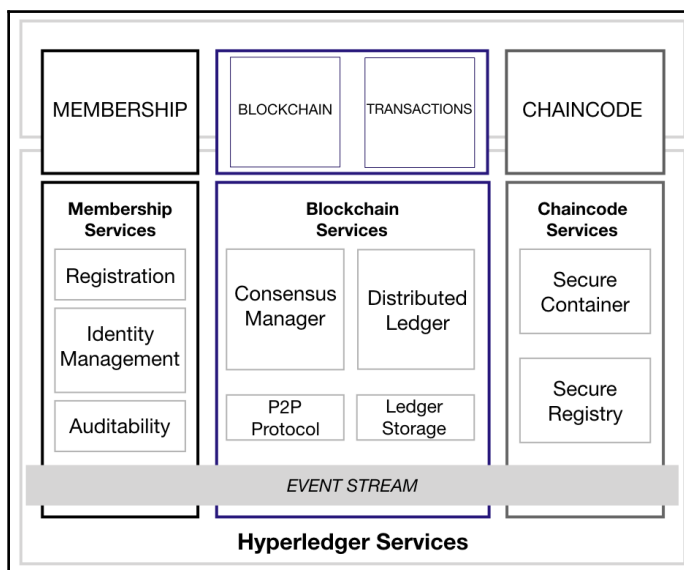 MEMBERSHIP
BLOCKCHAIN
TRANSACTIONS
CHAINCODE
Membership
Services
Registration
Identity
Management
Auditability
Blockchain
Services
Consensus
Manager
Distributed
Ledger
P2P
Protocol
Ledger
Storage
Chaincode
Services
Secure
Container
Secure
Registry
EVENT STREAM
Hyperledger Services